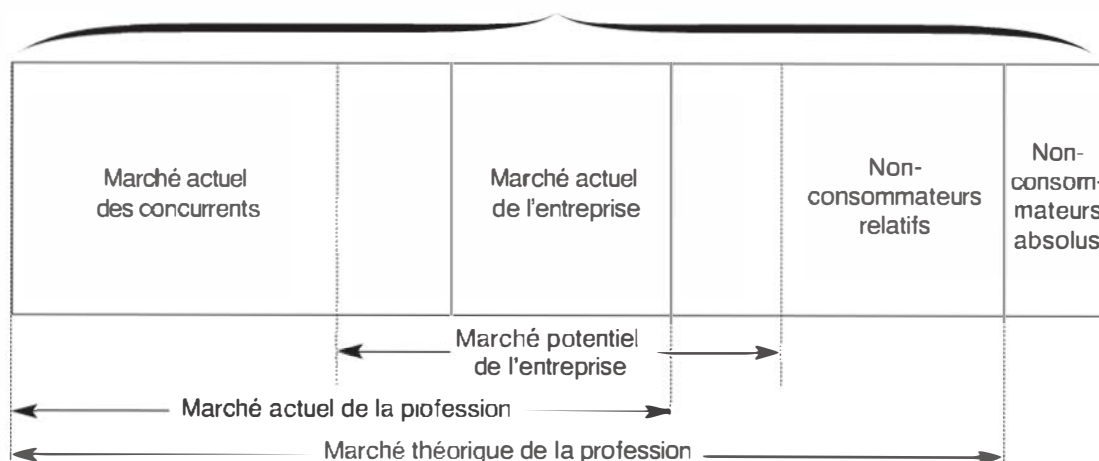 Marché actuel
des concurrents
Marché actuel
de l'entreprise
Non-
consommateurs
relatifs
Non-
consom-
mateurs
absolus
Marché potentiel
de l'entreprise
Marché actuel de la profession
Marché théorique de la profession